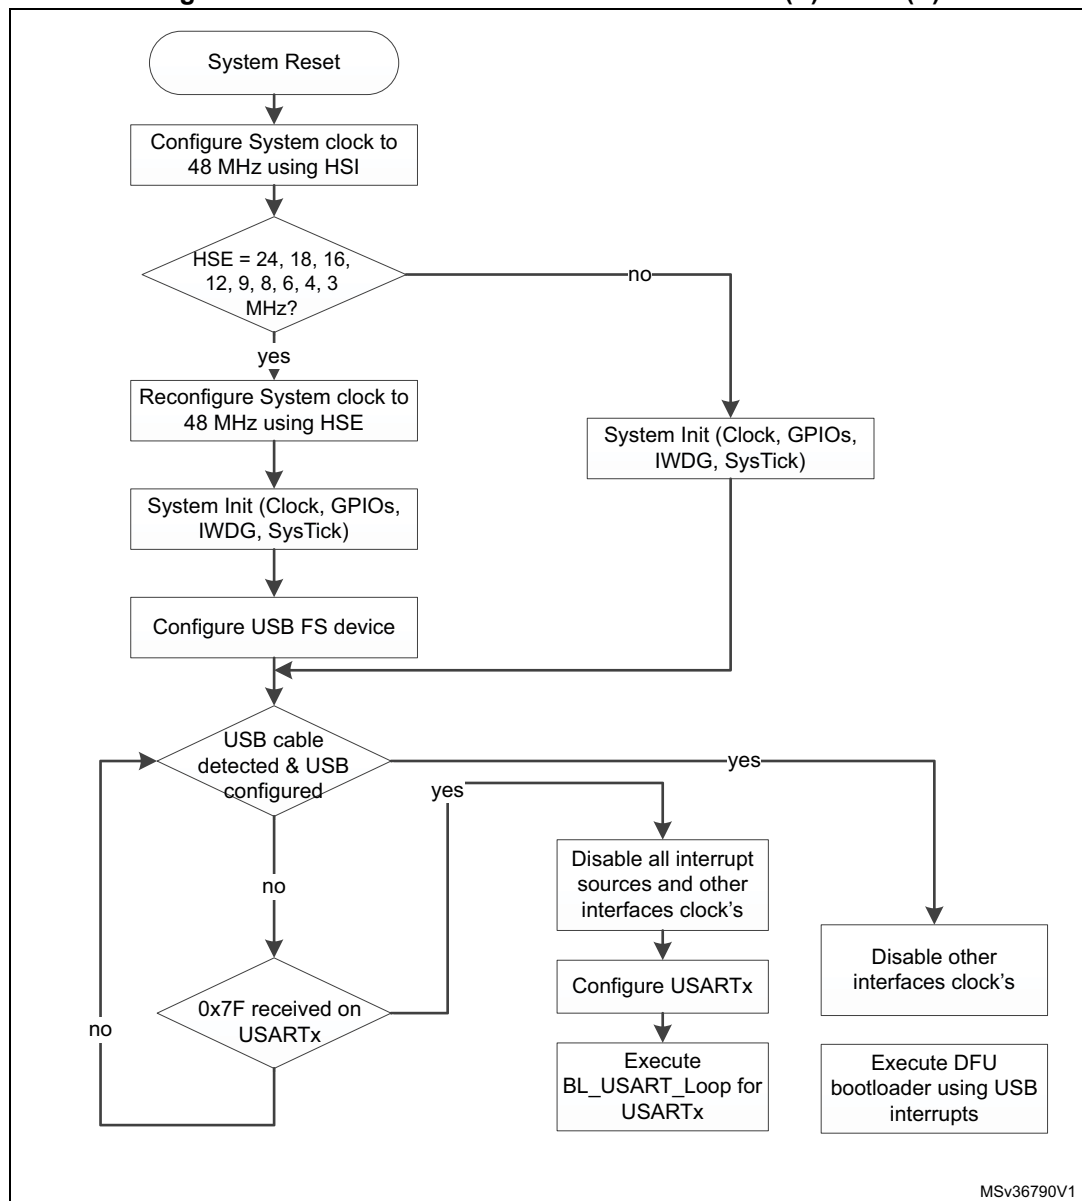 System Reset
Configure System clock to
48 MHz using HSI
HSE = 24, 18, 16,
12, 9, 8, 6, 4, 3
MHz?
no
yes
Reconfigure System clock to
48 MHz using HSE
System Init (Clock, GPIOs,
IWDG, SysTick)
System Init (Clock, GPIOs,
IWDG, SysTick)
Configure USB FS device
USB cable
detected & USB
configured
yes
yes
no
Disable all interrupt
sources and other
interfaces clock's
Disable other
interfaces clock's
0x7F received on
USARTx
no
Configure USARTx
Execute
BL_USART_Loop for
USARTx
Execute DFU
bootloader using USB
interrupts
MSv36790V1